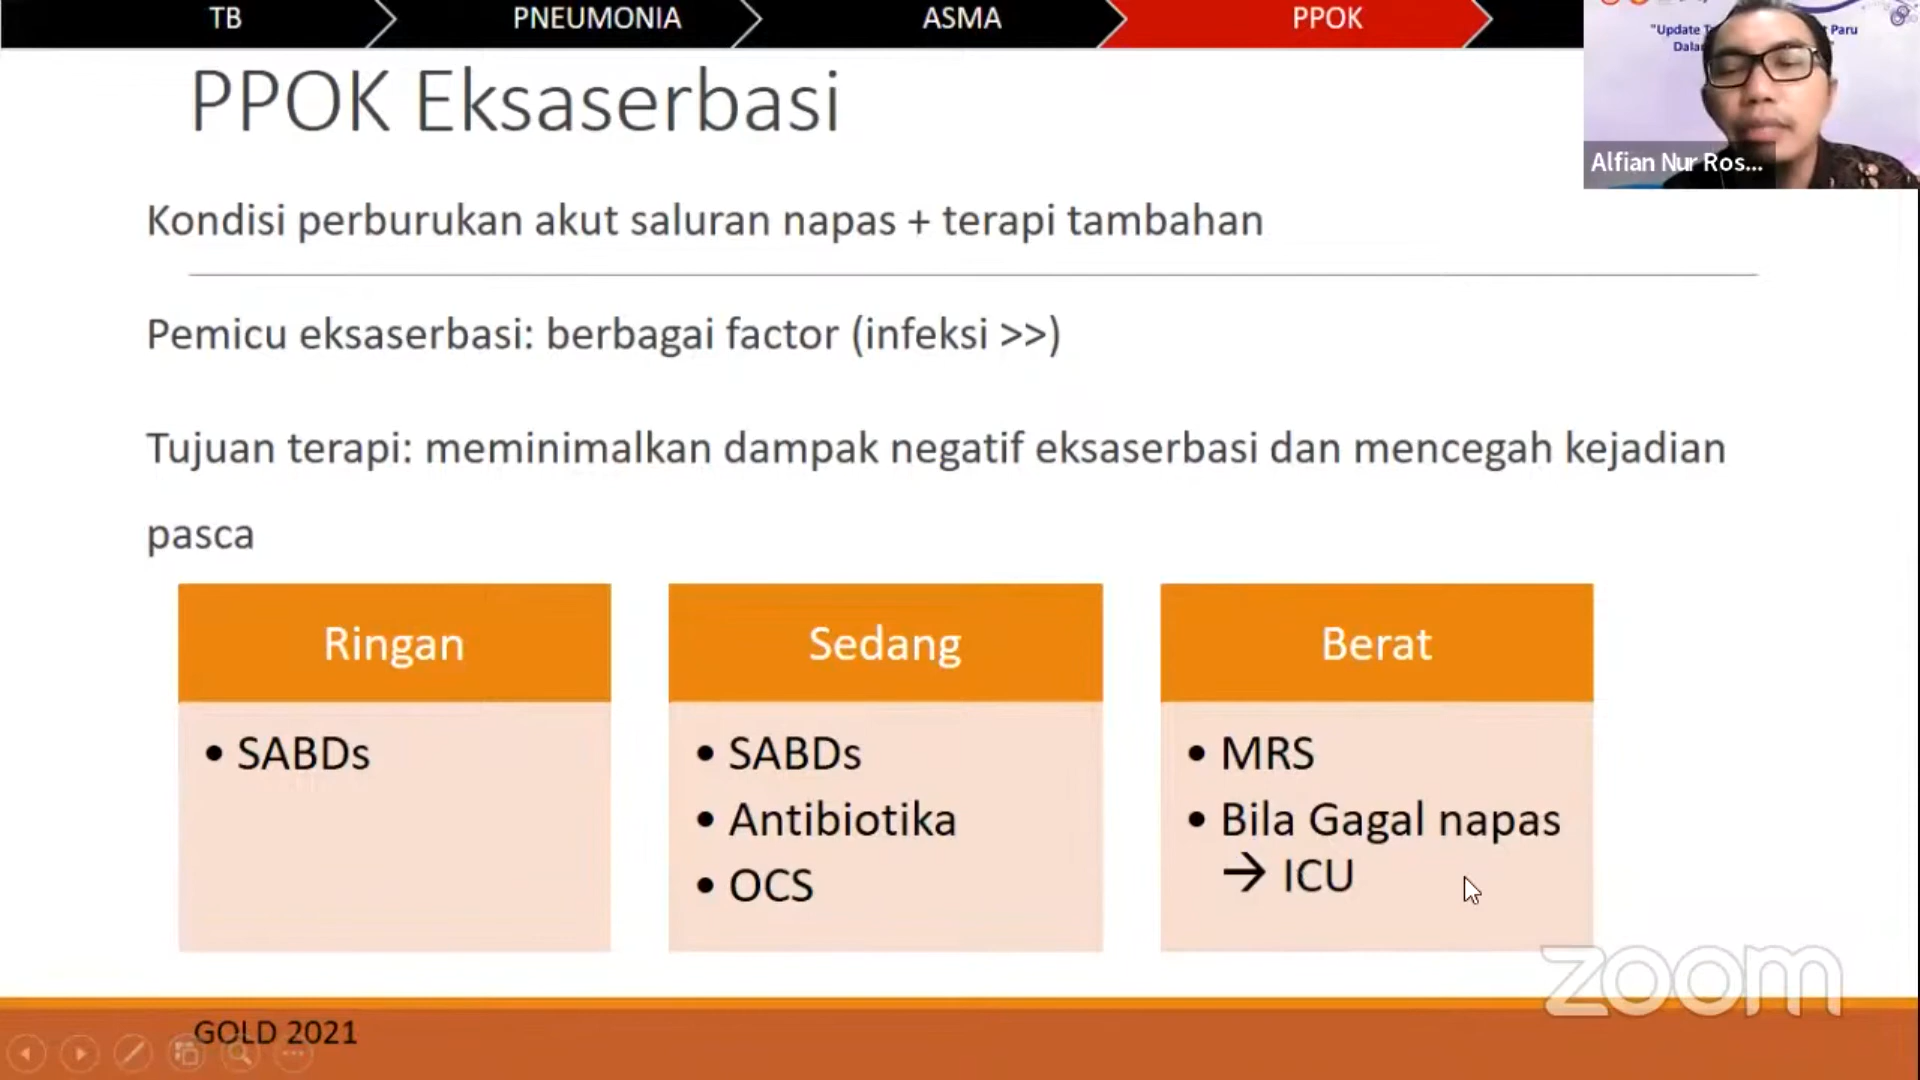 TB
PNEUMONIA
ASMA
PPOK
PPOK Eksaserbasi
"Update
Paru
Alfian Nur Ros...
Kondisi perburukan akut saluran napas + terapi tambahan
Pemicu eksaserbasi: berbagai factor (infeksi >>)
Tujuan terapi: meminimalkan dampak negatif eksaserbasi dan mencegah kejadian
pasca
Ringan
• SABDs
Sedang
• SABDs
• Antibiotika
• OCS
Berat
• MRS
• Bila Gagal napas
→ ICU
zoom
GOLD 2021